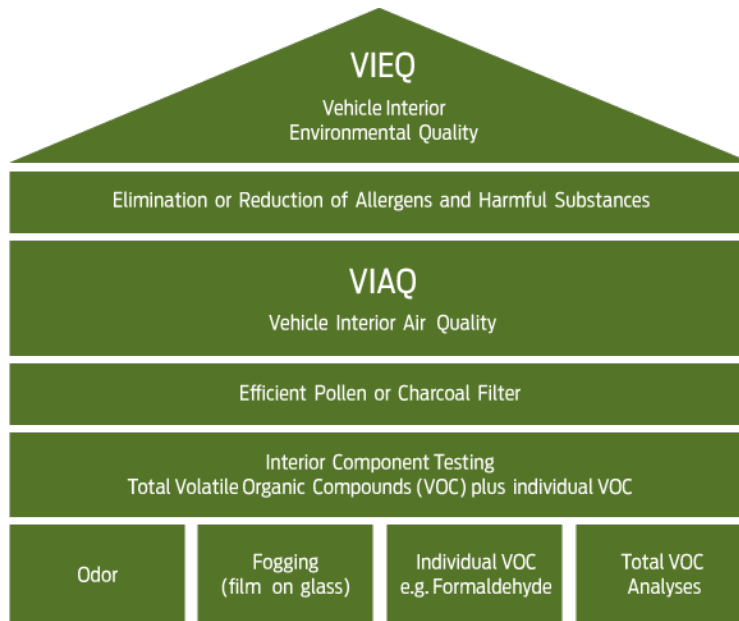 VIEQ
Vehicle Interior
Environmental Quality
Elimination or Reduction of Allergens and Harmful Substances
VIAQ
Vehicle Interior Air Quality
Efficient Pollen or Charcoal Filter
Interior Component Testing
Total Volatile Organic Compounds (VOC) plus individual VOC
Odor
Fogging
(film on glass)
Individual VOC
e.g. Formaldehyde
Total VOC
Analyses